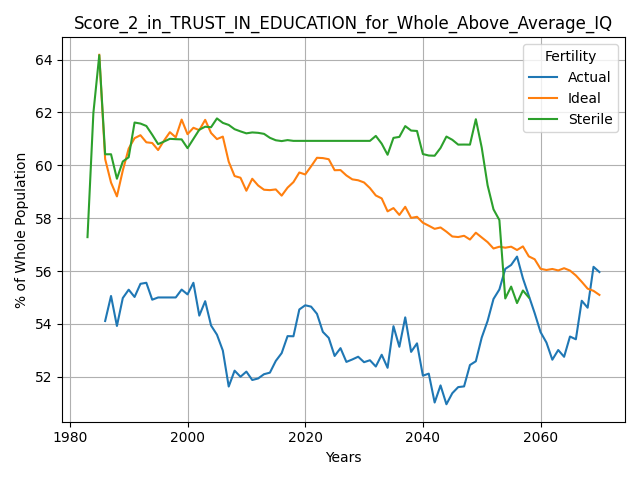 Score_2_in_TRUST_IN_EDUCATION_for_Whole_Above_Average_IQ
Fertility
Actual
Ideal
Sterile
% of Whole Population
64
62
60
58
56
54
52
1980
2000
2020
2040
2060
Years